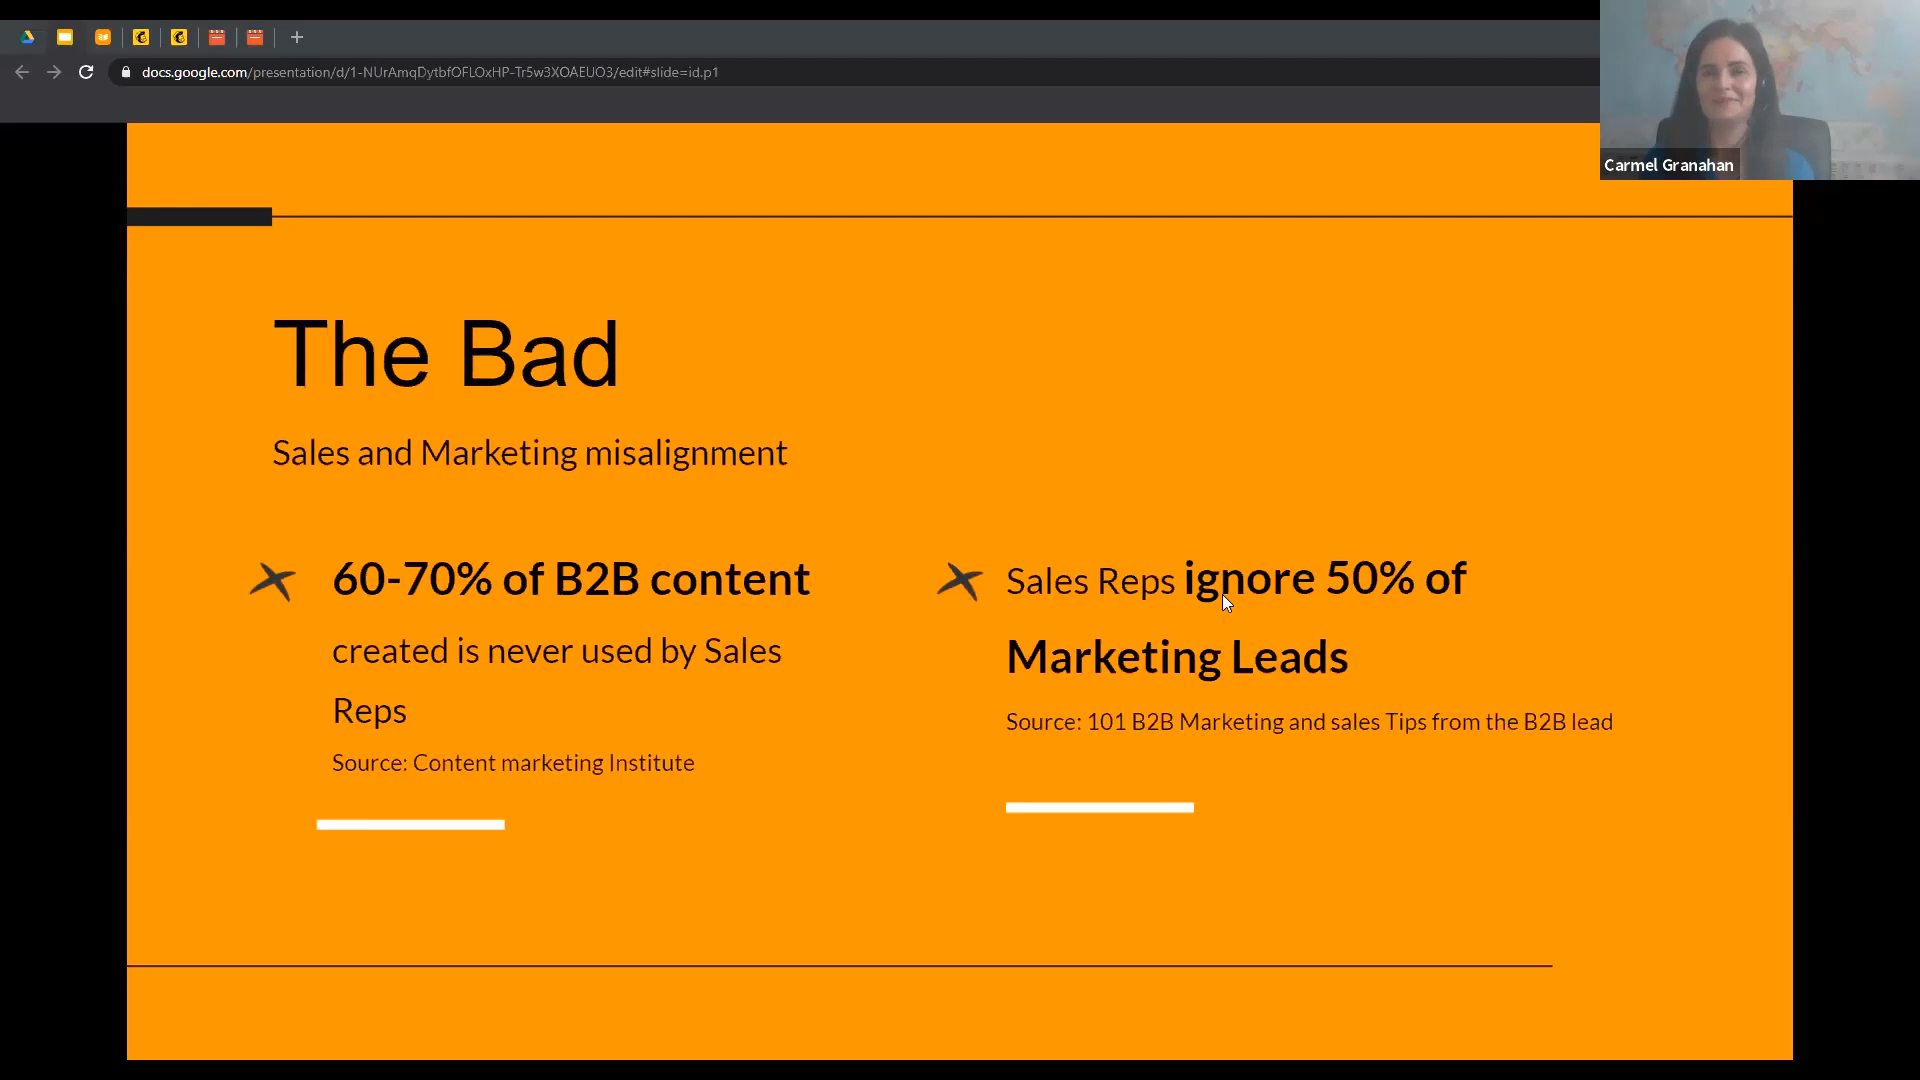 docs.google.com/presentation/d/1-NUrAmqDytbfOFLOxHP-Tr5w3XOAEUO3/edit#slide=id.p1
Carmel Granahan
The Bad
Sales and Marketing misalignment
60-70% of B2B content
created is never used by Sales
Reps
Source: Content marketing Institute
Sales Reps ignore 50% of
Marketing Leads
Source: 101 B2B Marketing and sales Tips from the B2B lead